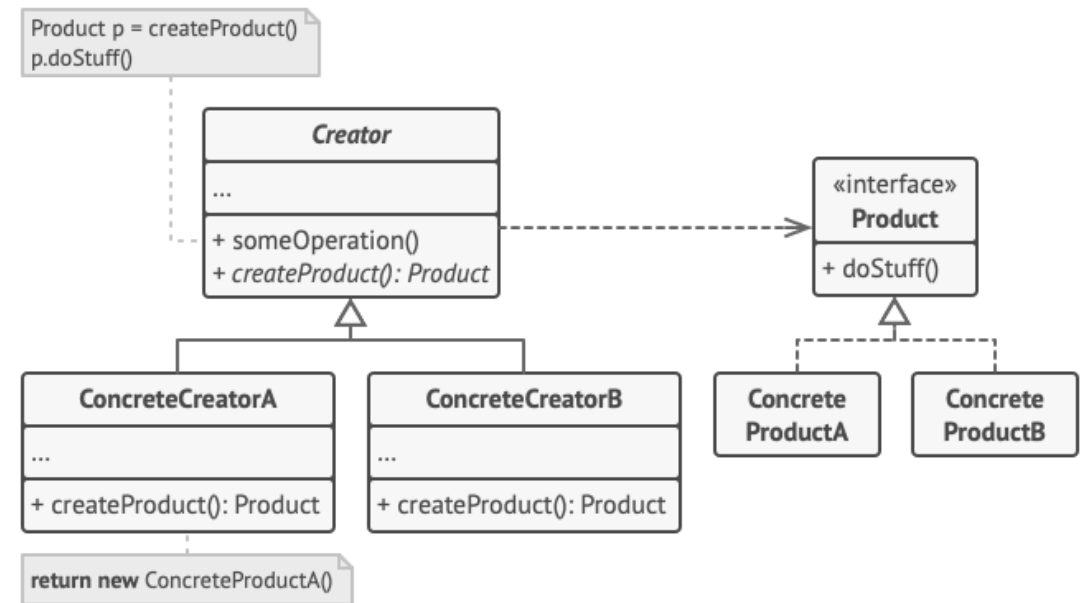 Product p = createProduct()
p.doStuff()
Creator
...
+ someOperation()
+ createProduct(): Product
«interface»
Product
+ doStuff()
ConcreteCreatorA
...
+ createProduct(): Product
ConcreteCreatorB
...
+ createProduct(): Product
Concrete
ProductA
Concrete
ProductB
return new ConcreteProductA()